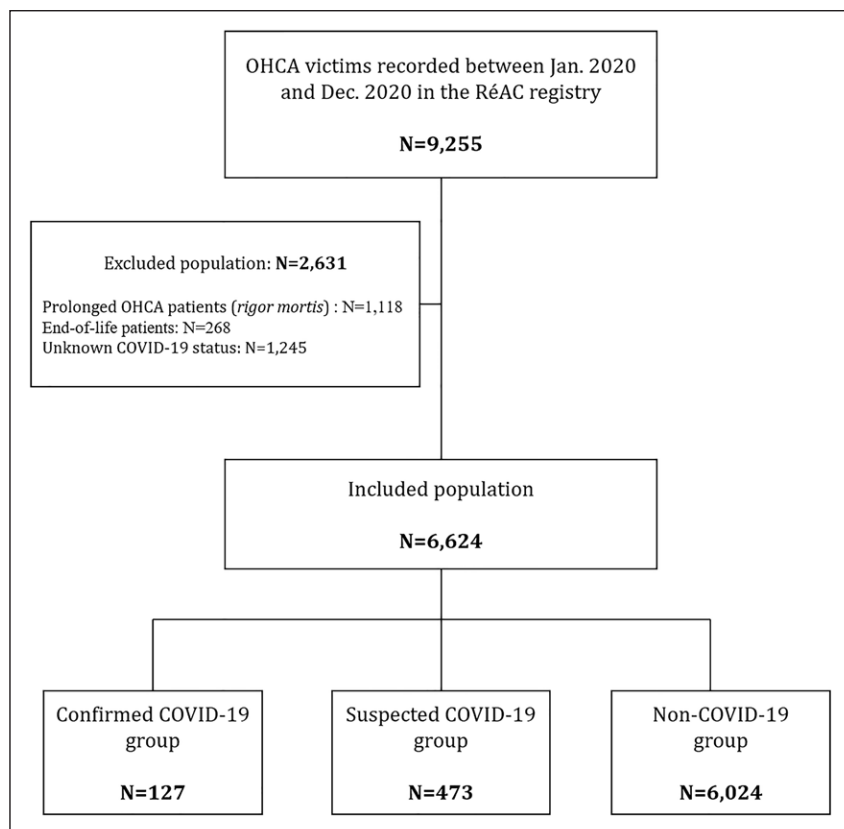 OHCA victims recorded between Jan. 2020
and Dec. 2020 in the RéAC registry
N=9,255
Excluded population: N=2,631
Prolonged OHCA patients (rigor mortis) : N=1,118
End-of-life patients: N=268
Unknown COVID-19 status: N=1,245
Included population
N=6,624
Confirmed COVID-19
group
N=127
Suspected COVID-19
group
N=473
Non-COVID-19
group
N=6,024